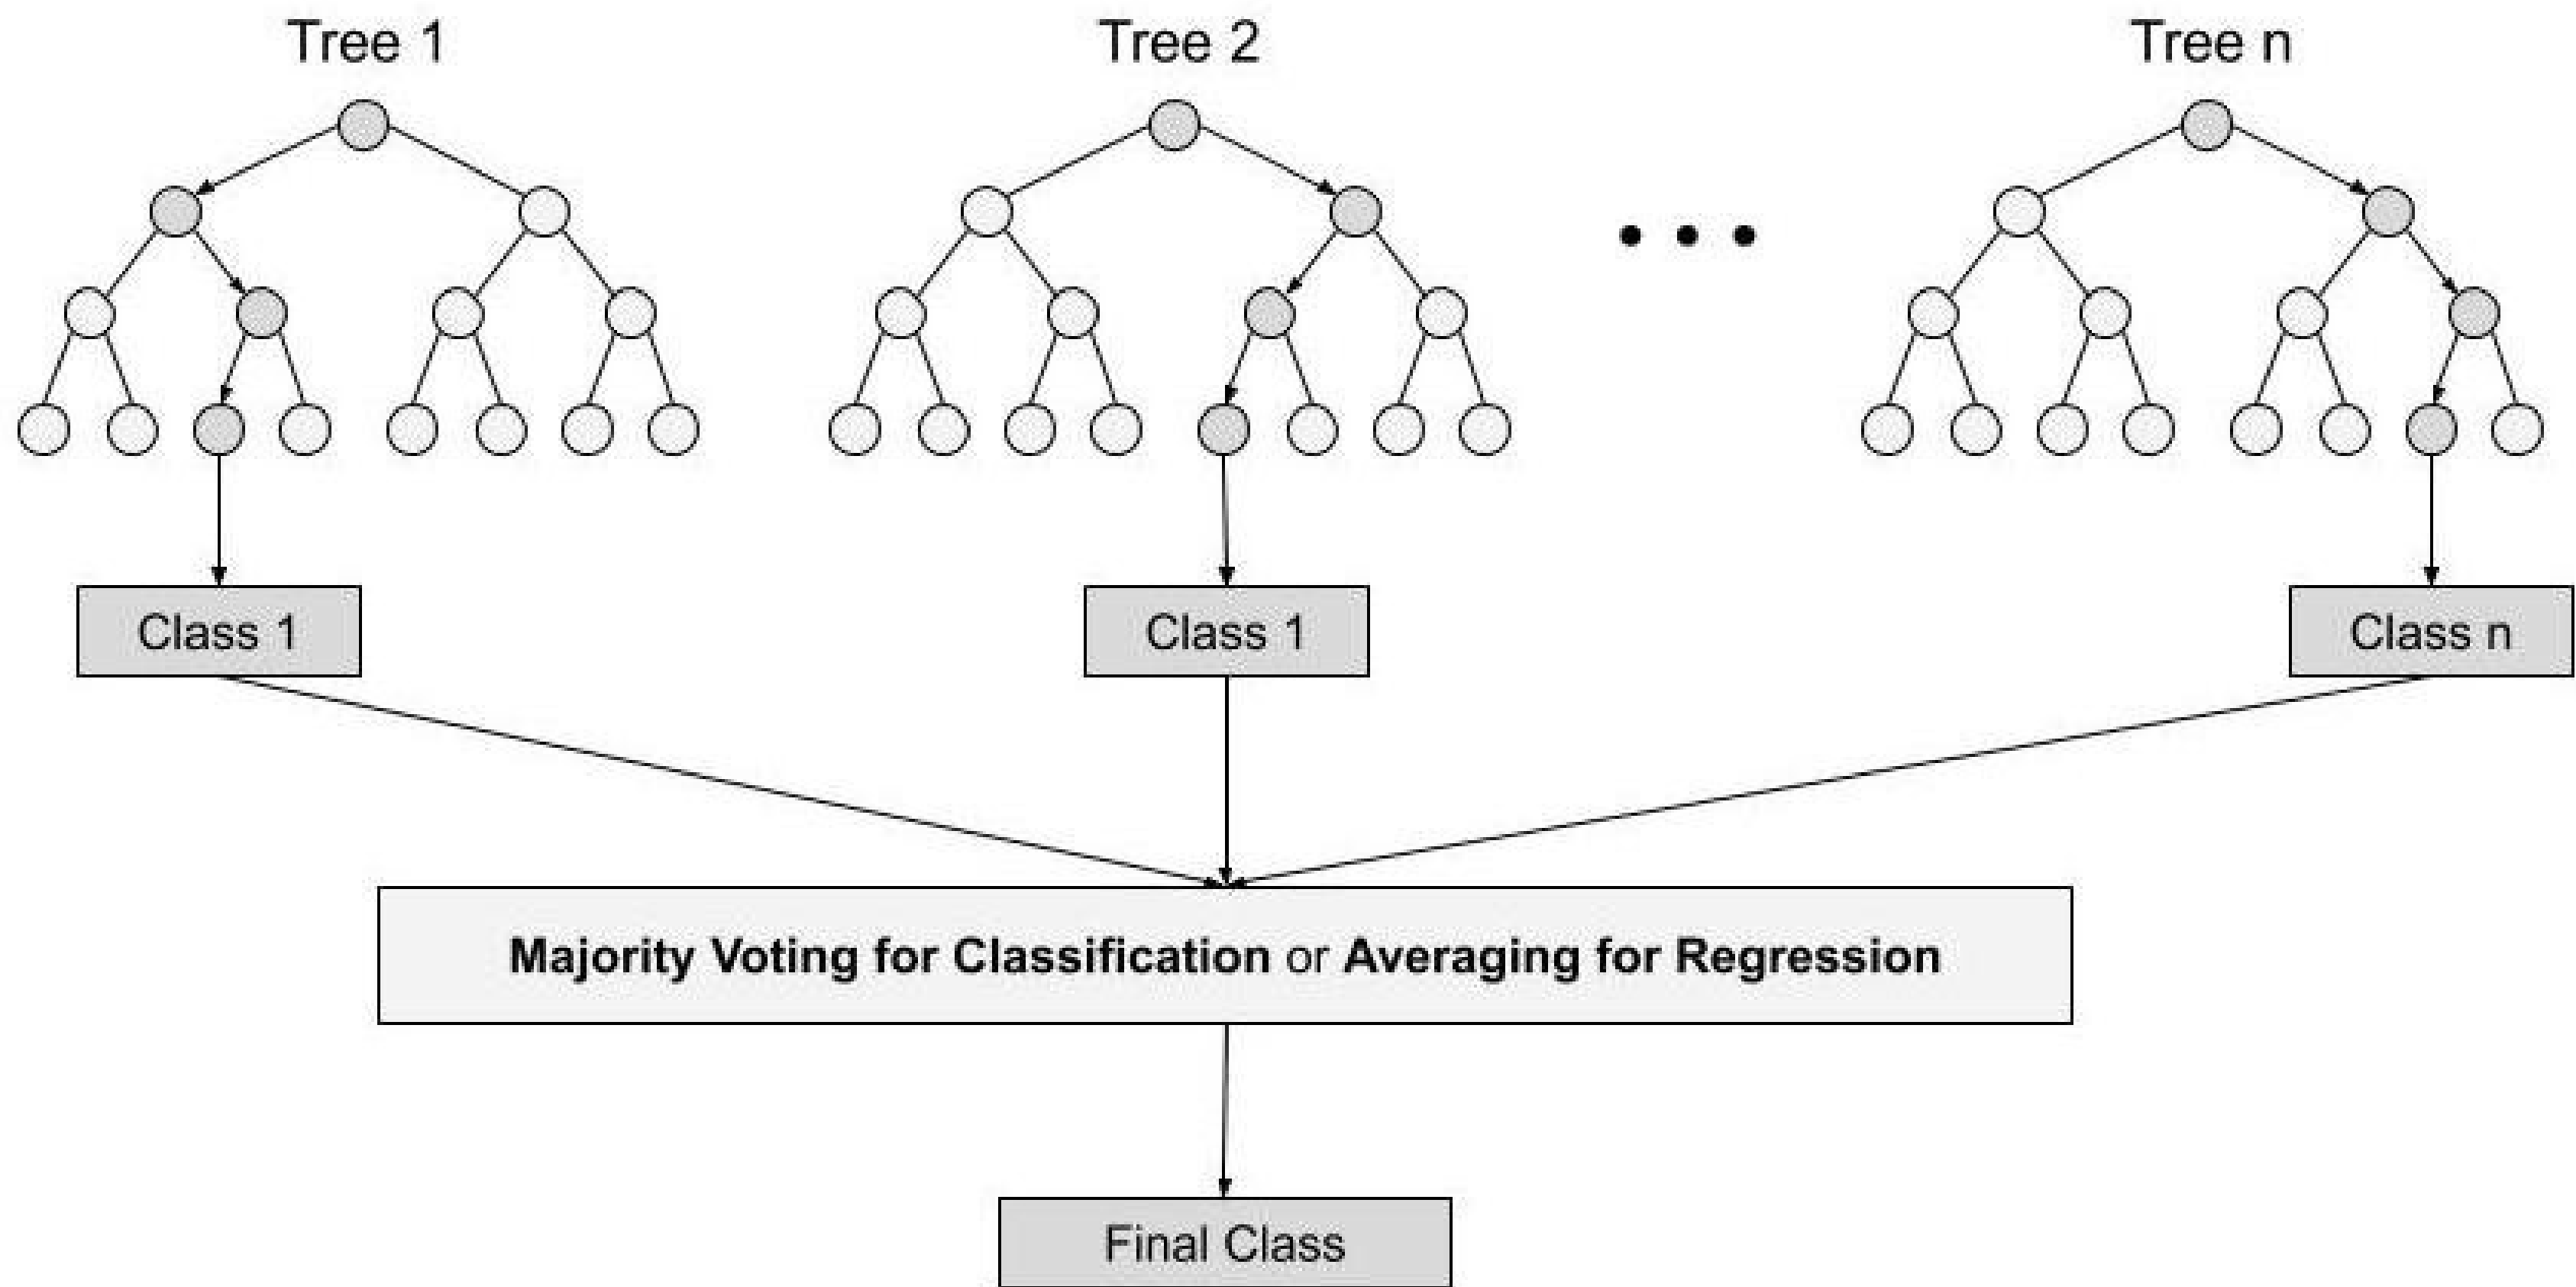 Tree 1
Tree 2
Tree n
Class 1
Class 1
Class n
Majority Voting for Classification or Averaging for Regression
Final Class